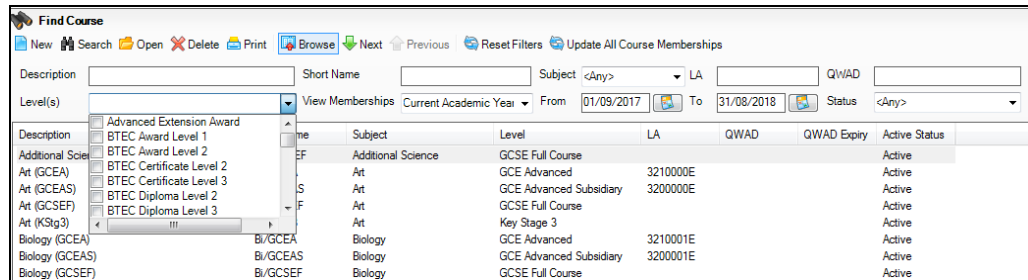 Find Course
New Search Open Delete Print Browse Next Previous Reset Filters Update All Course Memberships
Description Short Name Subject <Any> LA QWAD
Level(s) View Memberships Current Academic Year From 01/09/2017 To 31/08/2018 Status <Any>
Advanced Extension Award
BTEC Award Level 1
BTEC Award Level 2
BTEC Certificate Level 2
BTEC Certificate Level 3
BTEC Diploma Level 2
BTEC Diploma Level 3
Description me Subject Level LA QWAD QWAD Expiry Active Status
Additional Scie EF Additional Science GCSE Full Course Active
Art (GCEA) Art GCE Advanced 3210000E Active
Art (GCEAS) S Art GCE Advanced Subsidiary 3200000E Active
Art (GCSEF) F Art GCSE Full Course Active
Art (KStg3) Art Key Stage 3 Active
Biology (GCEA) Bi/GCEA Biology GCE Advanced 3210001E Active
Biology (GCEAS) Bi/GCEAS Biology GCE Advanced Subsidiary 3200001E Active
Biology (GCSEF) Bi/GCSEF Biology GCSE Full Course Active